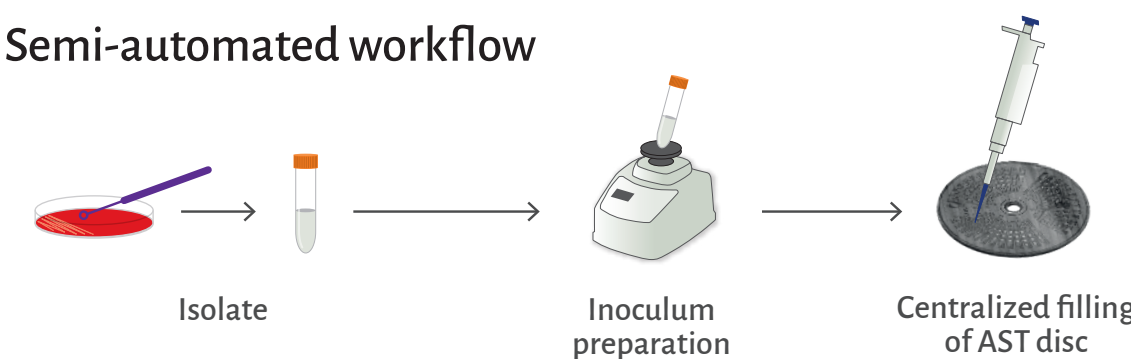 Semi-automated workflow
Isolate
Inoculum
preparation
Centralized filling
of AST disc